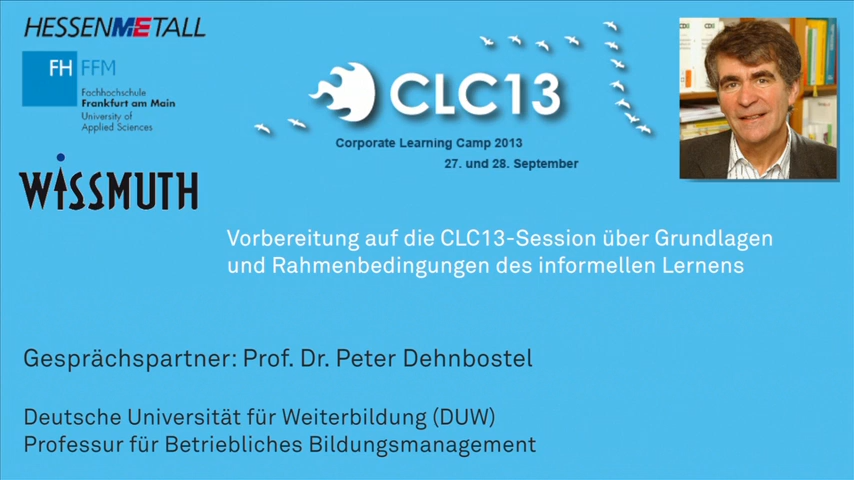 HESSENMETALL
FH FFM
Fachhochschule
Frankfurt am Main
University of
Applied Sciences
WISSMUTH
CLC13
Corporate Learning Camp 2013
27. und 28. September
Vorbereitung auf die CLC13-Session über Grundlagen
und Rahmenbedingungen des informellen Lernens
Gesprächspartner: Prof. Dr. Peter Dehnbostel
Deutsche Universität für Weiterbildung (DUW)
Professur für Betriebliches Bildungsmanagement